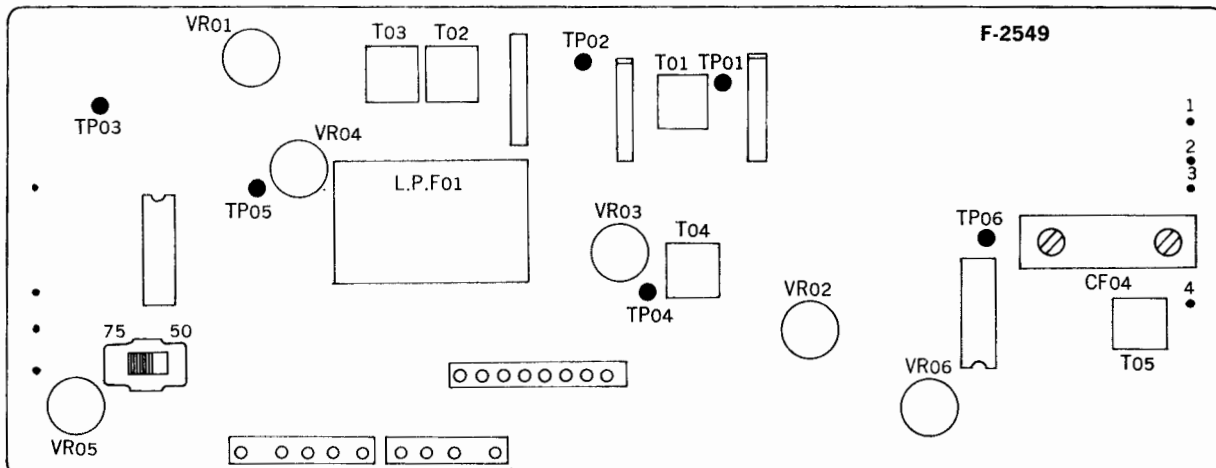 F-2549
VR01
T03
T02
TP02
T01
TP01
TP03
VR04
1
2
3
L.P.F01
TP05
VR03
T04
TP06
CF04
TP04
VR02
4
75
50
T05
VR06
VR05